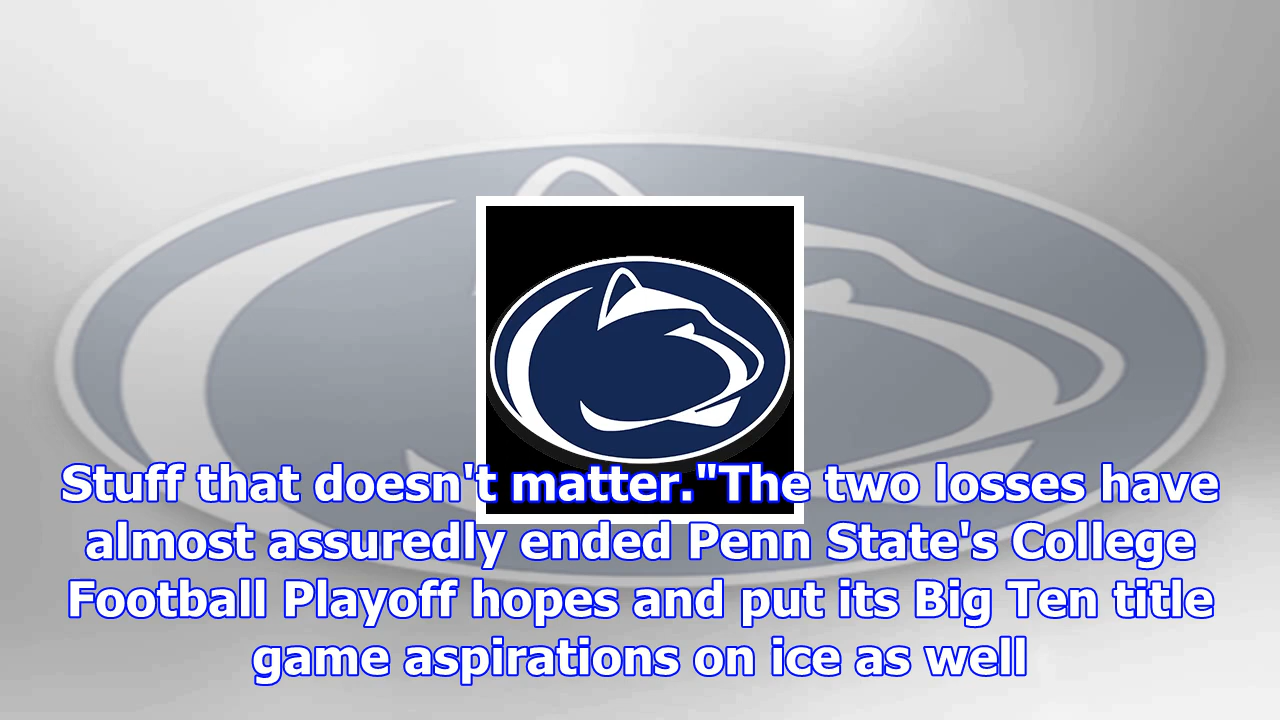 Stuff that doesn't matter."The two losses have
almost assuredly ended Penn State's College
Football Playoff hopes and put its Big Ten title
game aspirations on ice as well